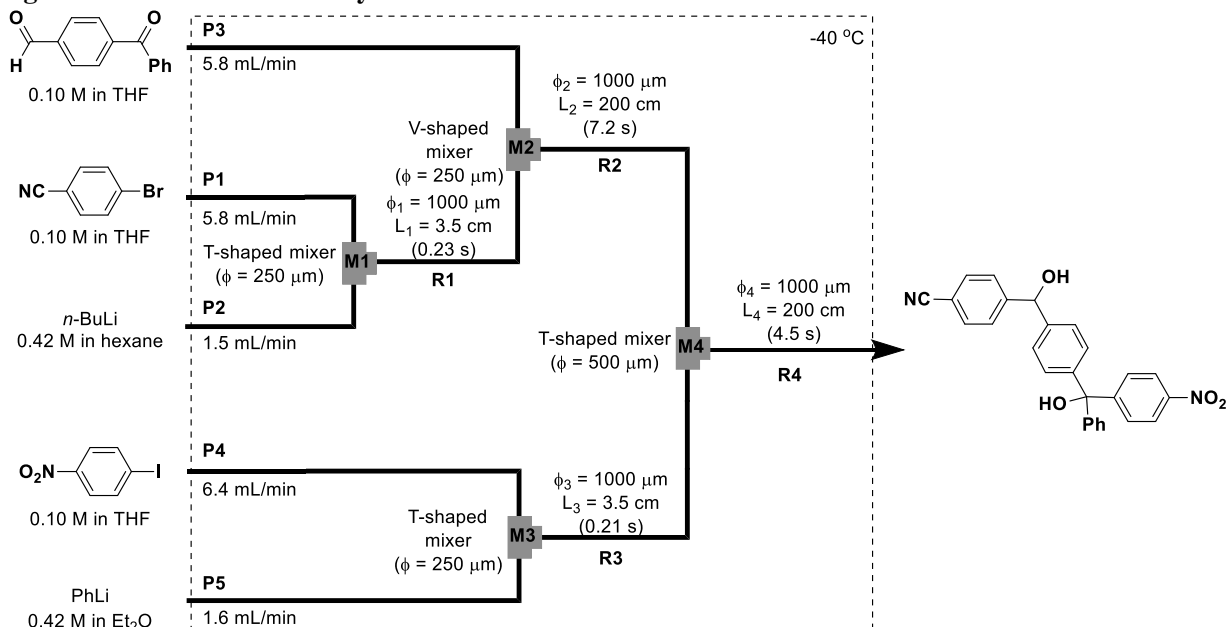 O
H
O
Ph
0.10 M in THF
P3
5.8 mL/min
-40 °C
NC
Br
0.10 M in THF
P1
5.8 mL/min
n-BuLi
0.42 M in hexane
P2
1.5 mL/min
T-shaped mixer
(ϕ = 250 μm)
M1
ϕ1 = 1000 μm
L1 = 3.5 cm
(0.23 s)
R1
V-shaped
mixer
(ϕ = 250 μm)
M2
ϕ2 = 1000 μm
L2 = 200 cm
(7.2 s)
R2
O2N
I
0.10 M in THF
P4
6.4 mL/min
PhLi
0.42 M in Et2O
P5
1.6 mL/min
T-shaped
mixer
(ϕ = 250 μm)
M3
ϕ3 = 1000 μm
L3 = 3.5 cm
(0.21 s)
R3
T-shaped mixer
(ϕ = 500 μm)
M4
ϕ4 = 1000 μm
L4 = 200 cm
(4.5 s)
R4
OH
NC
HO
Ph
NO2